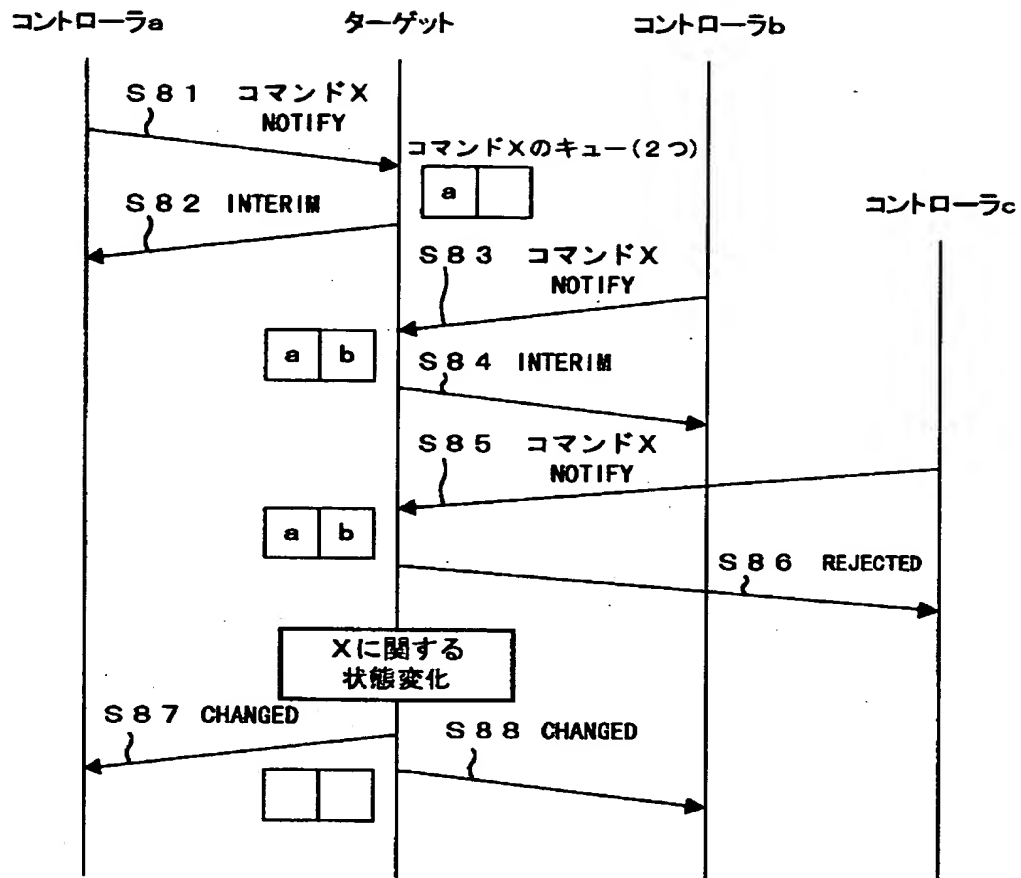 コントローラa
ターゲット
コントローラb
S81 コマンドX
NOTIFY
コマンドXのキュー(2つ)
a
S82 INTERIM
コントローラc
S83 コマンドX
NOTIFY
a b
S84 INTERIM
S85 コマンドX
NOTIFY
a b
S86 REJECTED
Xに関する
状態変化
S87 CHANGED
S88 CHANGED